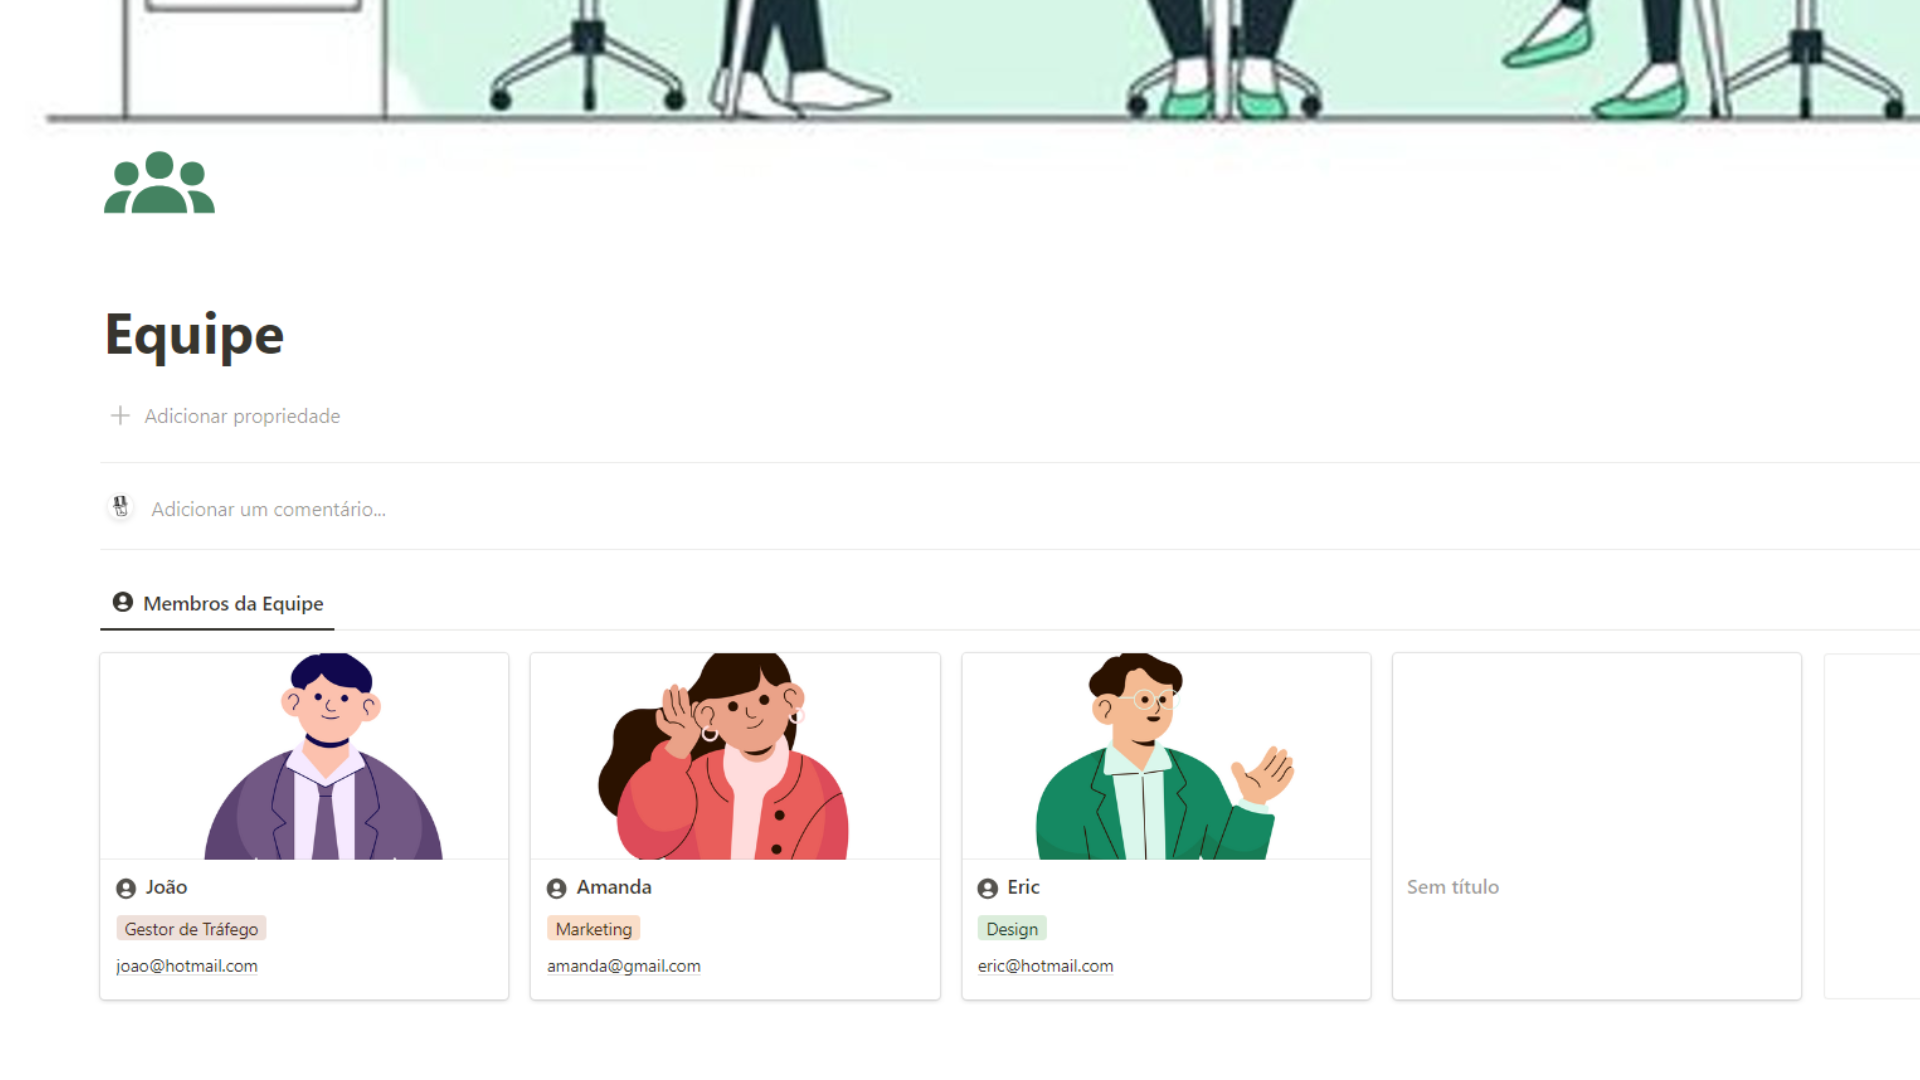 Equipe
Adicionar propriedade
Adicionar um comentário...
Membros da Equipe
João
Gestor de Tráfego
joao@hotmail.com
Amanda
Marketing
amanda@gmail.com
Eric
Design
eric@hotmail.com
Sem título